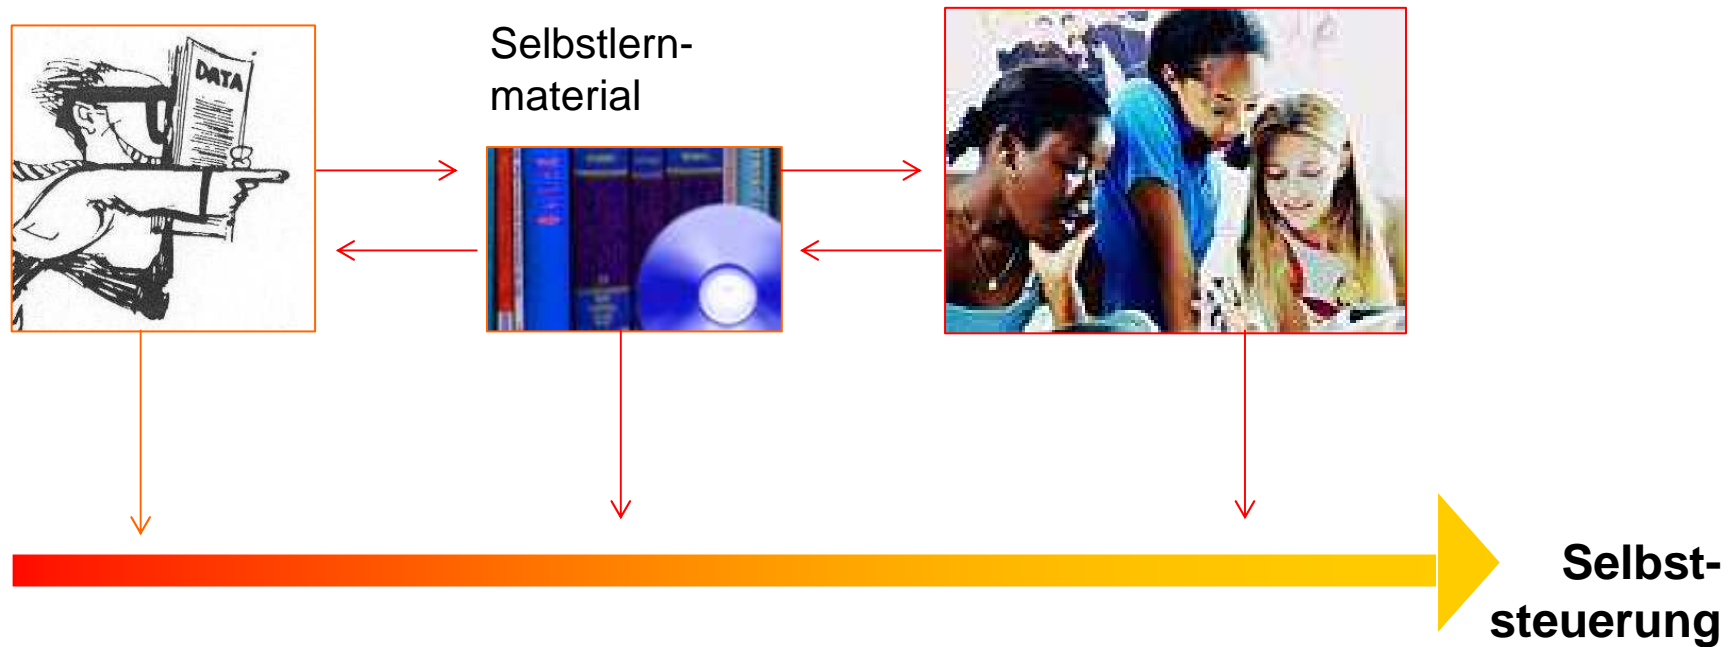 DATA
Selbstlern-
material
Selbst-
steuerung